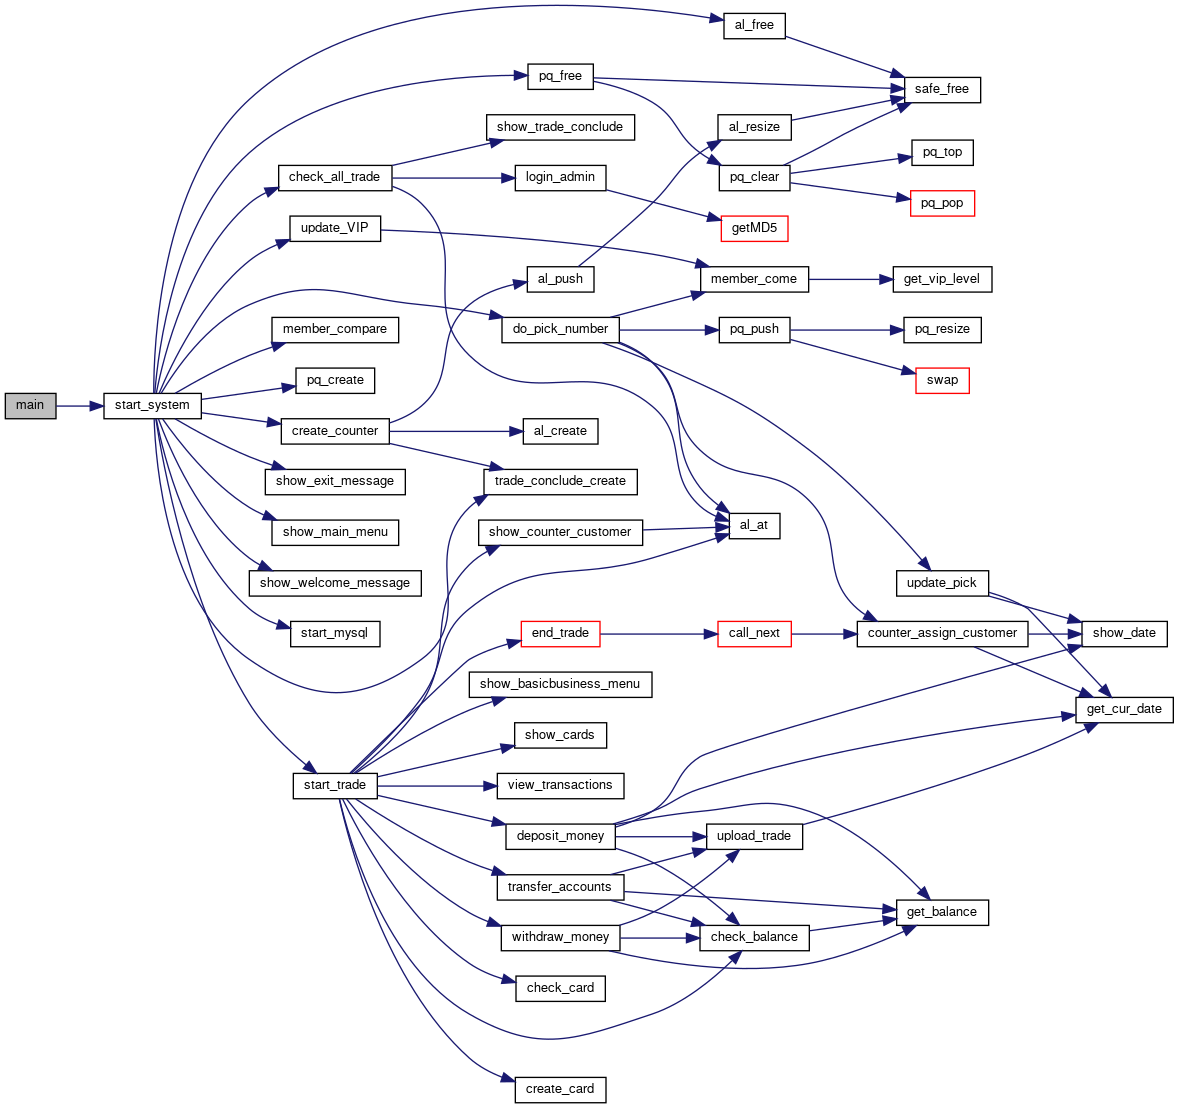 al_free
pq_free
safe_free
show_trade_conclude
al_resize
check_all_trade
login_admin
pq_clear
pq_top
pq_pop
update_VIP
getMD5
al_push
member_come
get_vip_level
member_compare
do_pick_number
pq_push
pq_resize
pq_create
swap
main
start_system
create_counter
al_create
show_exit_message
trade_conclude_create
show_main_menu
show_counter_customer
al_at
show_welcome_message
update_pick
start_mysql
end_trade
call_next
counter_assign_customer
show_date
show_basicbusiness_menu
get_cur_date
show_cards
start_trade
view_transactions
deposit_money
upload_trade
transfer_accounts
get_balance
withdraw_money
check_balance
check_card
create_card